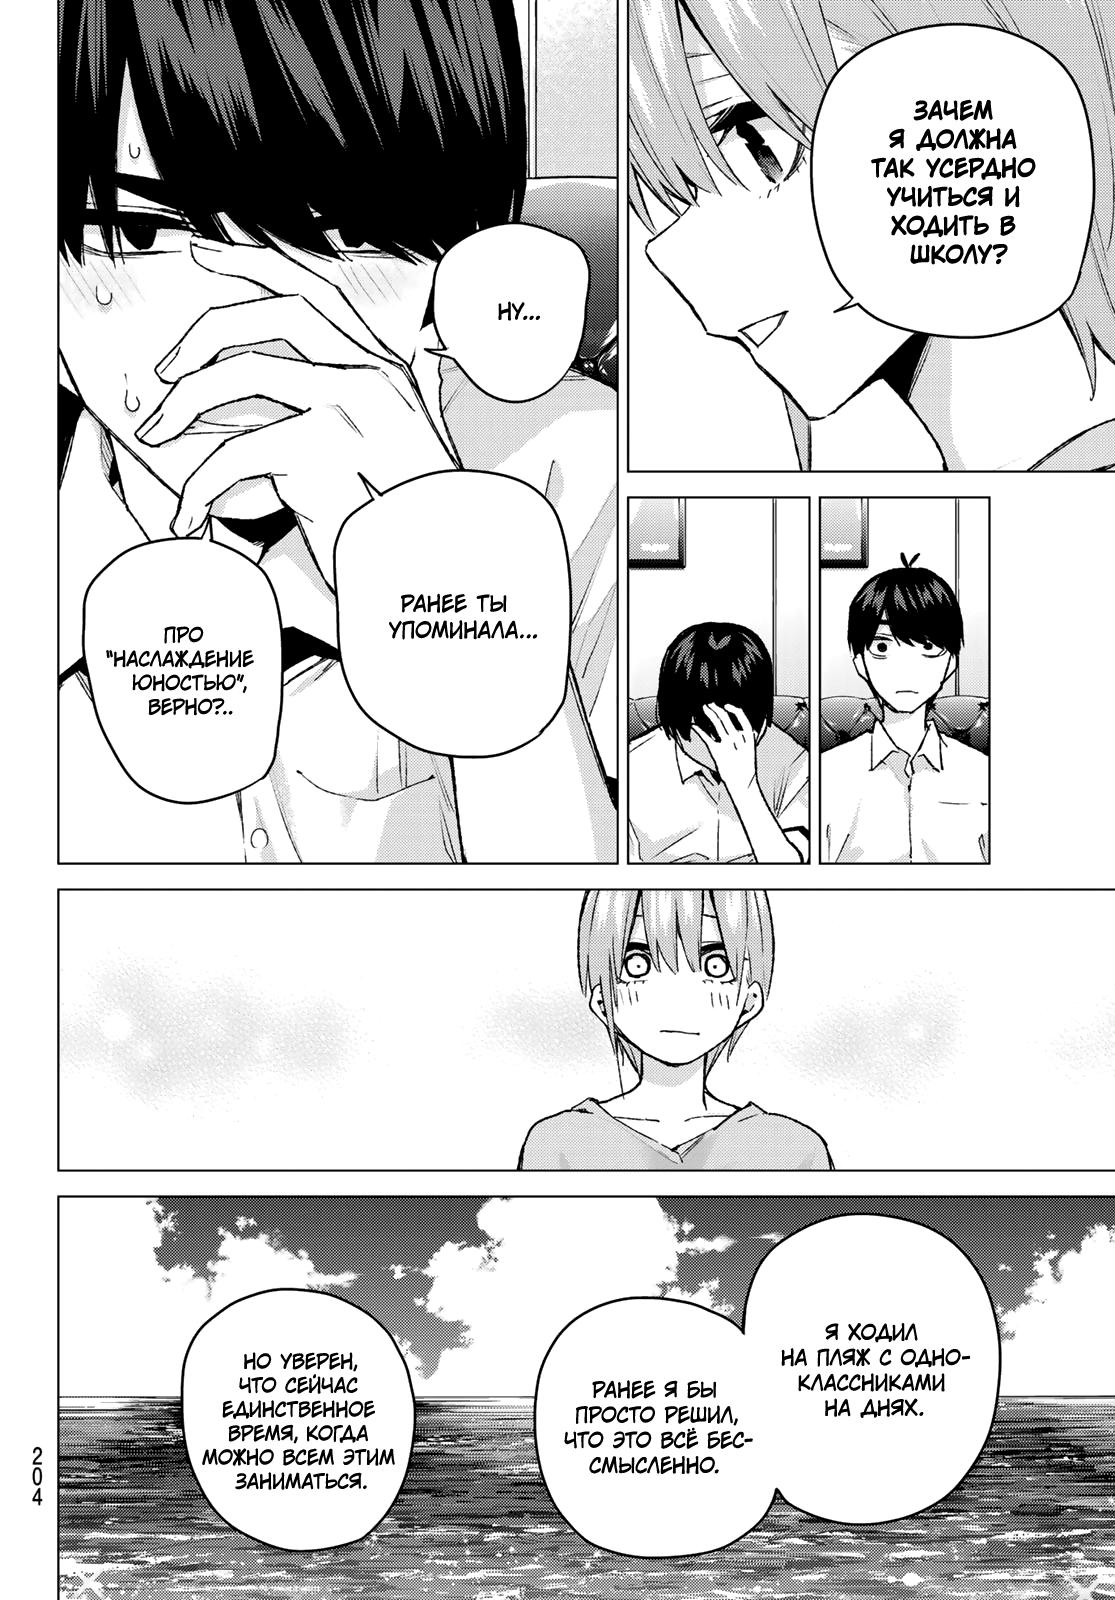 ЗАЧЕМ
Я ДОЛЖНА
ТАК УСЕРДНО
УЧИТЬСЯ И
ХОДИТЬ В
ШКОЛУ?
НУ...
РАНЕЕ ТЫ
УПОМИНАЛА...
ПРО
"НАСЛАЖДЕНИЕ
ЮНОСТЬЮ",
ВЕРНО?..
Я ХОДИЛ
НА ПЛЯЖ С ОДНО-
КЛАССНИКАМИ
НА ДНЯХ.
РАНЕЕ Я БЫ
ПРОСТО РЕШИЛ,
ЧТО ЭТО ВСЁ БЕС-
СМЫСЛЕННО.
НО УВЕРЕН,
ЧТО СЕЙЧАС
ЕДИНСТВЕННОЕ
ВРЕМЯ, КОГДА
МОЖНО ВСЕМ ЭТИМ
ЗАНИМАТЬСЯ.
204